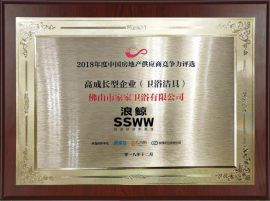 2018年度中国房地产供应商竞争力评选
高成长型企业（卫浴洁具）
佛山市家家卫浴有限公司
浪鲸
SSWW
二〇一八年十二月